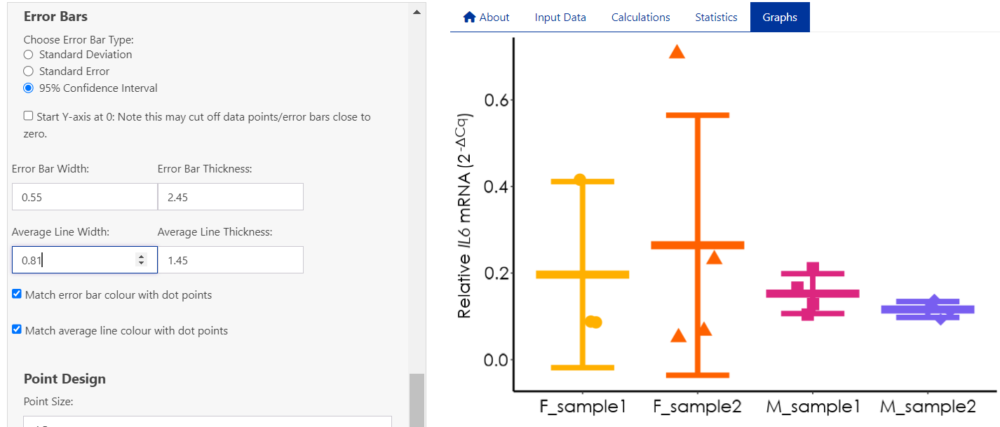 Error Bars
Choose Error Bar Type:
Standard Deviation
Standard Error
95% Confidence Interval
Start Y-axis at 0: Note this may cut off data points/error bars close to
zero.
Error Bar Width: Error Bar Thickness:
0.55 2.45
Average Line Width: Average Line Thickness:
0.81 1.45
Match error bar colour with dot points
Match average line colour with dot points
Point Design
Point Size:
About Input Data Calculations Statistics Graphs
Relative IL6 mRNA (2^-ΔCq)
0.6
0.4
0.2
0.0
F_sample1 F_sample2 M_sample1 M_sample2